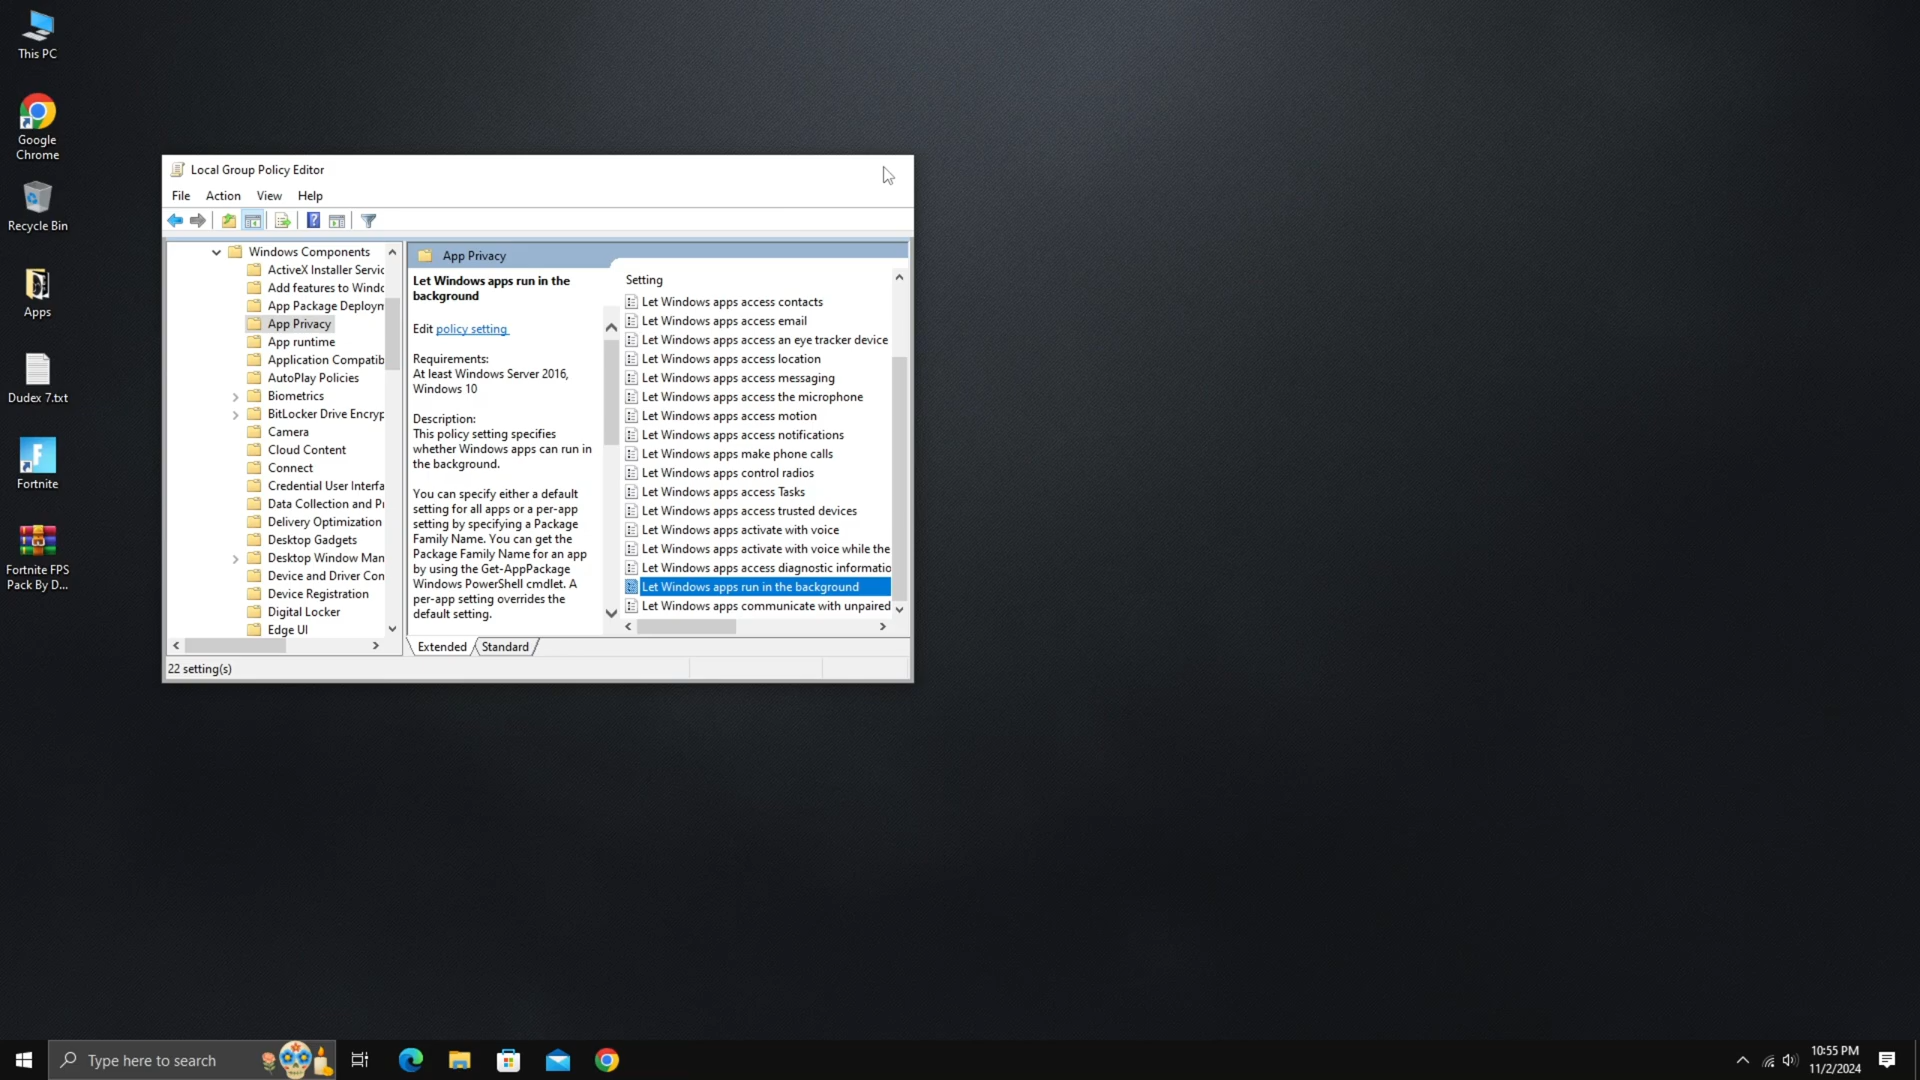 This PC
Google
Chrome
Recycle Bin
Apps
Dudex 7.txt
Fortnite
Fortnite FPS
Pack By D...
Local Group Policy Editor
File Action View Help
Windows Components
ActiveX Installer Servic
Add features to Windo
App Package Deploym
App Privacy
App runtime
Application Compatib
AutoPlay Policies
Biometrics
BitLocker Drive Encryp
Camera
Cloud Content
Connect
Credential User Interfa
Data Collection and Pr
Delivery Optimization
Desktop Gadgets
Desktop Window Man
Device and Driver Con
Device Registration
Digital Locker
Edge UI
App Privacy
Let Windows apps run in the
background
Edit policy setting
Requirements:
At least Windows Server 2016,
Windows 10
Description:
This policy setting specifies
whether Windows apps can run in
the background.
You can specify either a default
setting for all apps or a per-app
setting by specifying a Package
Family Name. You can get the
Package Family Name for an app
by using the Get-AppPackage
Windows PowerShell cmdlet. A
per-app setting overrides the
default setting.
Setting
Let Windows apps access contacts
Let Windows apps access email
Let Windows apps access an eye tracker device
Let Windows apps access location
Let Windows apps access messaging
Let Windows apps access the microphone
Let Windows apps access motion
Let Windows apps access notifications
Let Windows apps make phone calls
Let Windows apps control radios
Let Windows apps access Tasks
Let Windows apps access trusted devices
Let Windows apps activate with voice
Let Windows apps activate with voice while the
Let Windows apps access diagnostic informatio
Let Windows apps run in the background
Let Windows apps communicate with unpaired
Extended Standard
22 setting(s)
Type here to search
10:55 PM
11/2/2024